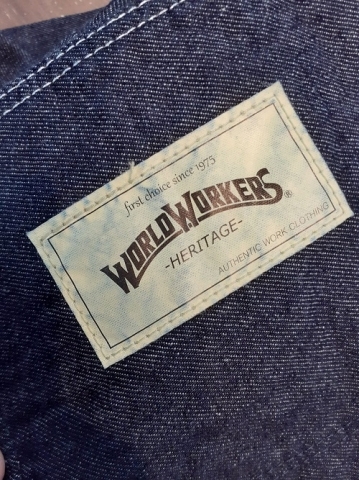 first choice since 1975
WORLD WORKERS®
-HERITAGE-
AUTHENTIC WORK CLOTHING